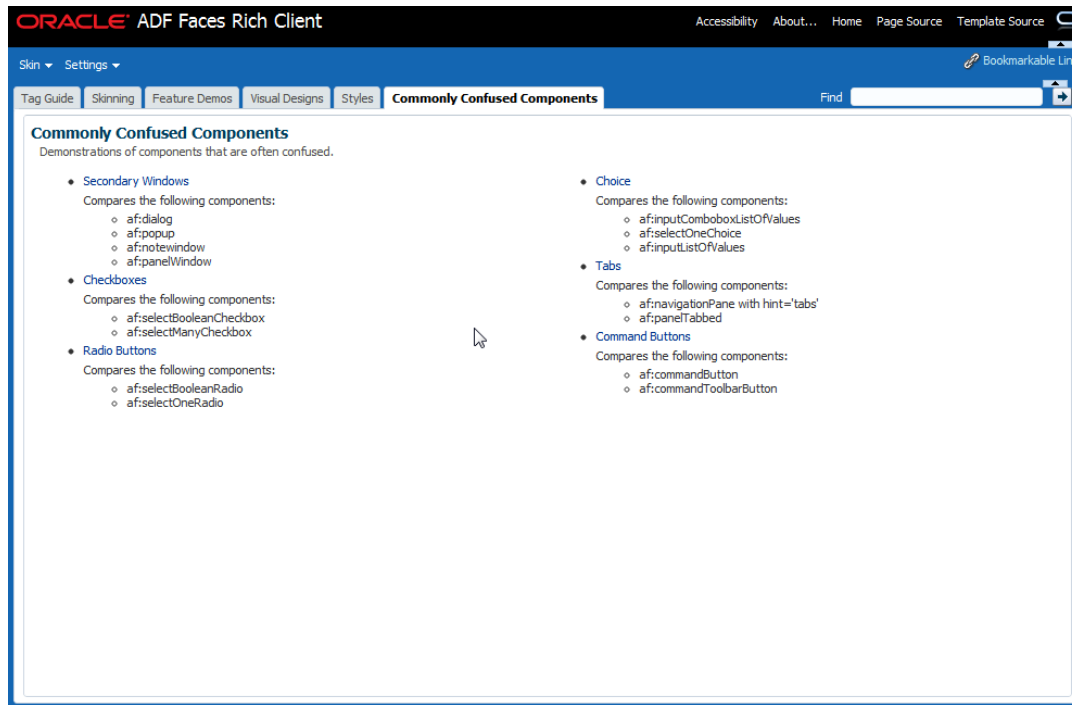 ORACLE ADF Faces Rich Client
Accessibility About... Home Page Source Template Source
Skin Settings
Bookmarkable Lin
Tag Guide Skinning Feature Demos Visual Designs Styles Commonly Confused Components
Find
Commonly Confused Components
Demonstrations of components that are often confused.
Secondary Windows
Compares the following components:
af:dialog
af:popup
af:notewindow
af:panelWindow
Checkboxes
Compares the following components:
af:selectBooleanCheckbox
af:selectManyCheckbox
Radio Buttons
Compares the following components:
af:selectBooleanRadio
af:selectOneRadio
Choice
Compares the following components:
af:inputComboboxListOfValues
af:selectOneChoice
af:inputListOfValues
Tabs
Compares the following components:
af:navigationPane with hint='tabs'
af:panelTabbed
Command Buttons
Compares the following components:
af:commandButton
af:commandToolbarButton